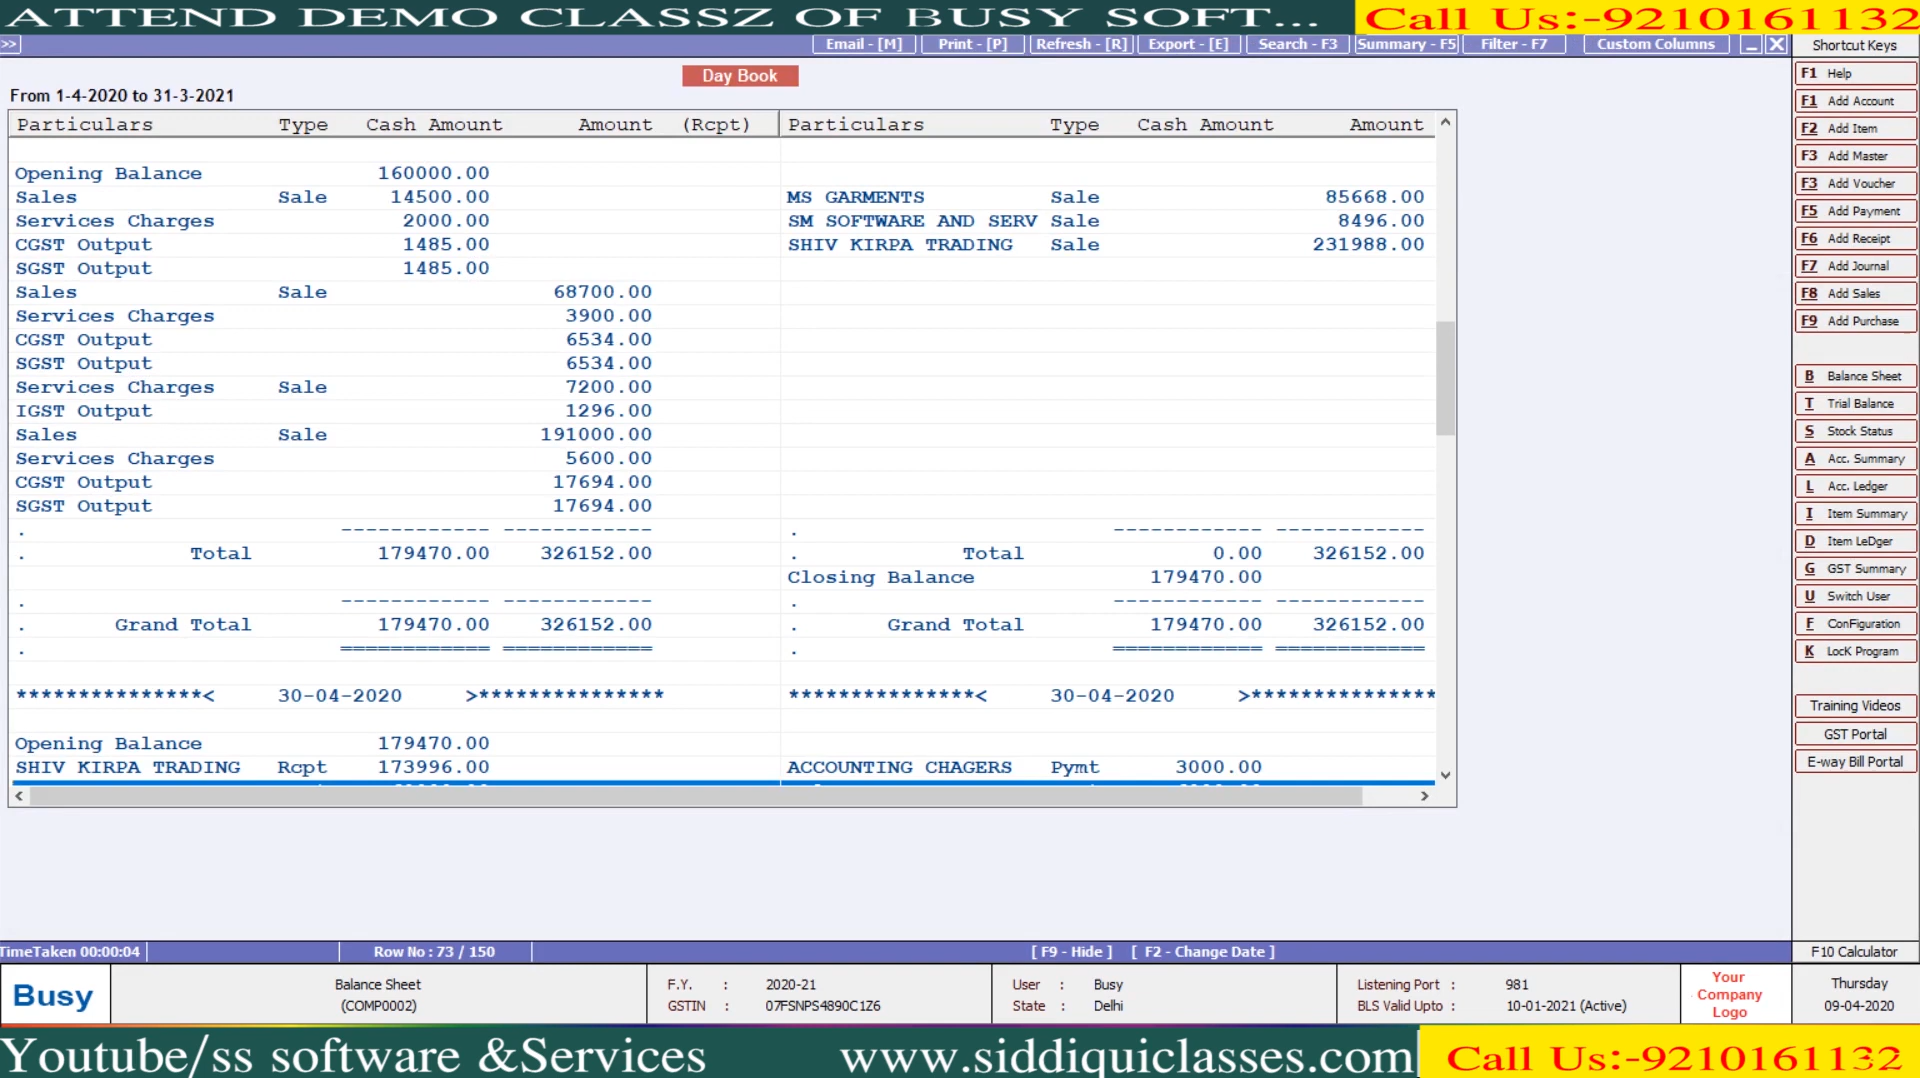 ATTEND DEMO CLASSZ OF BUSY SOFT... Call Us:-9210161132
>> Email - [M] Print - [P] Refresh - [R] Export - [E] Search - F3 Summary - F5 Filter - F7 Custom Columns _ X Shortcut Keys
Day Book
From 1-4-2020 to 31-3-2021
Particulars Type Cash Amount Amount (Rcpt) Particulars Type Cash Amount Amount
Opening Balance 160000.00
Sales Sale 14500.00 MS GARMENTS Sale 85668.00
Services Charges 2000.00 SM SOFTWARE AND SERV Sale 8496.00
CGST Output 1485.00 SHIV KIRPA TRADING Sale 231988.00
SGST Output 1485.00
Sales Sale 68700.00
Services Charges 3900.00
CGST Output 6534.00
SGST Output 6534.00
Services Charges Sale 7200.00
IGST Output 1296.00
Sales Sale 191000.00
Services Charges 5600.00
CGST Output 17694.00
SGST Output 17694.00
. ------------ ------------ . ------------ ------------
. Total 179470.00 326152.00 . Total 0.00 326152.00
Closing Balance 179470.00
. ------------ ------------ . ------------ ------------
. Grand Total 179470.00 326152.00 . Grand Total 179470.00 326152.00
. ============ ============ . ============ ============
***************< 30-04-2020 >*************** ***************< 30-04-2020 >***************
Opening Balance 179470.00
SHIV KIRPA TRADING Rcpt 173996.00 ACCOUNTING CHAGERS Pymt 3000.00
F1 Help
F1 Add Account
F2 Add Item
F3 Add Master
F3 Add Voucher
F5 Add Payment
F6 Add Receipt
F7 Add Journal
F8 Add Sales
F9 Add Purchase
B Balance Sheet
T Trial Balance
S Stock Status
A Acc. Summary
L Acc. Ledger
I Item Summary
D Item LeDger
G GST Summary
U Switch User
F ConFiguration
K LocK Program
Training Videos
GST Portal
E-way Bill Portal
TimeTaken 00:00:04 Row No : 73 / 150 [ F9 - Hide ] [ F2 - Change Date ] F10 Calculator
Busy
Balance Sheet
(COMP0002)
F.Y. : 2020-21
GSTIN : 07FSNPS4890C1Z6
User : Busy
State : Delhi
Listening Port : 981
BLS Valid Upto : 10-01-2021 (Active)
Your
Company
Logo
Thursday
09-04-2020
Youtube/ss software &Services www.siddiquiclasses.com Call Us:-9210161132